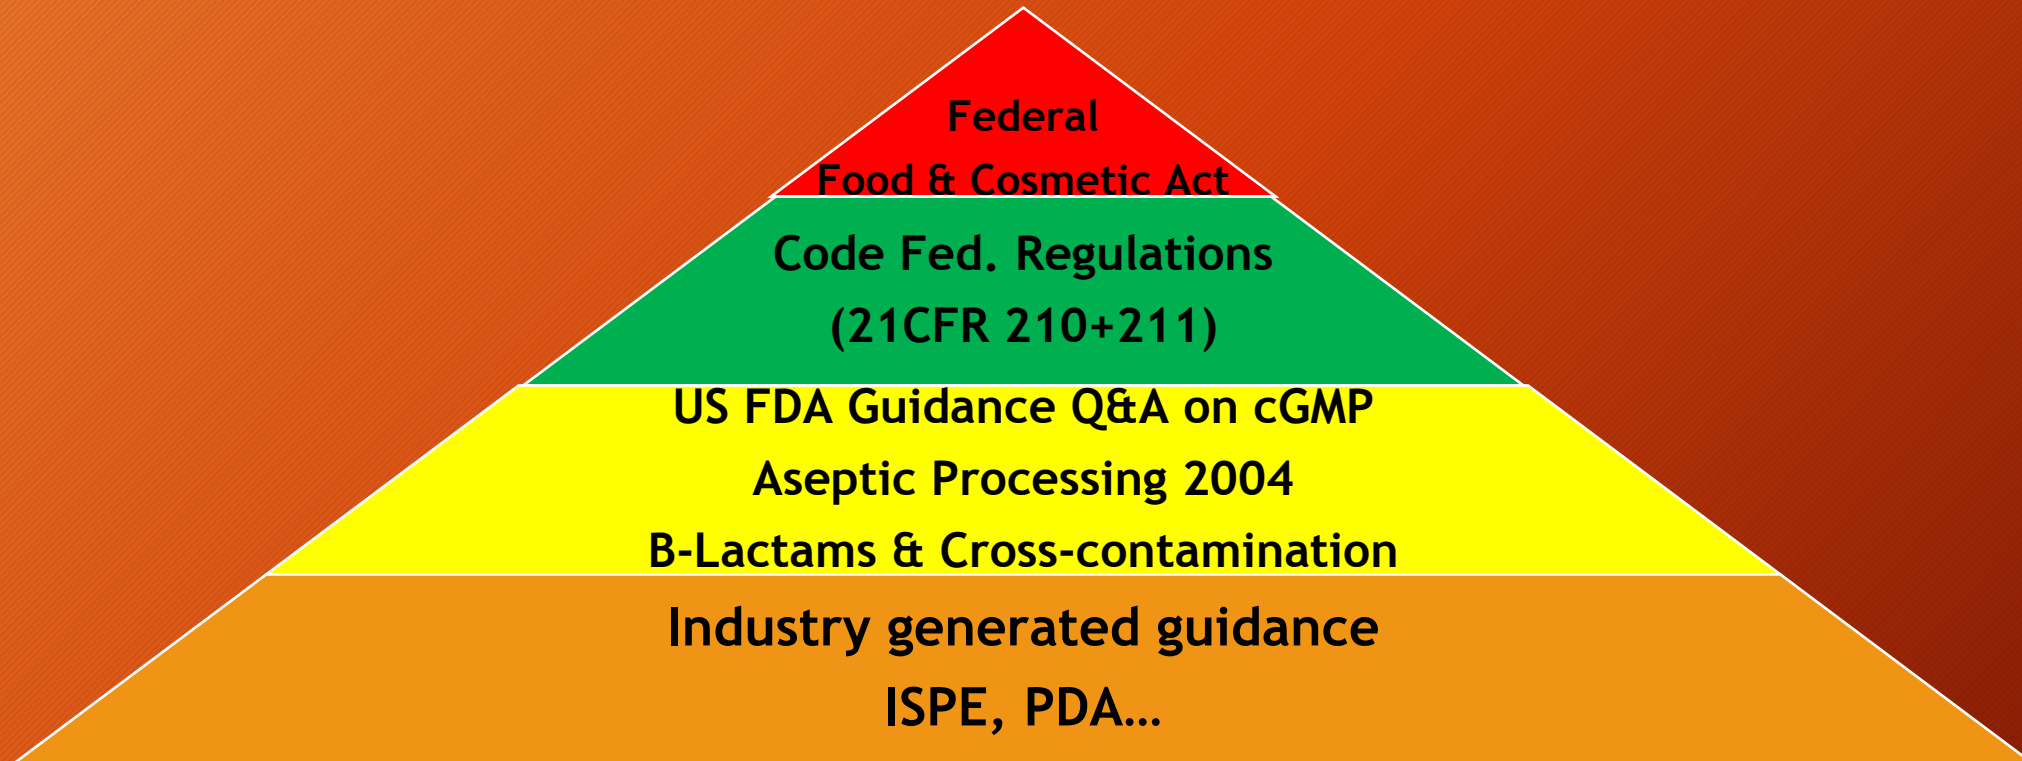 Federal
Food & Cosmetic Act
Code Fed. Regulations
(21CFR 210+211)
US FDA Guidance Q&A on cGMP
Aseptic Processing 2004
B-Lactams & Cross-contamination
Industry generated guidance
ISPE, PDA…